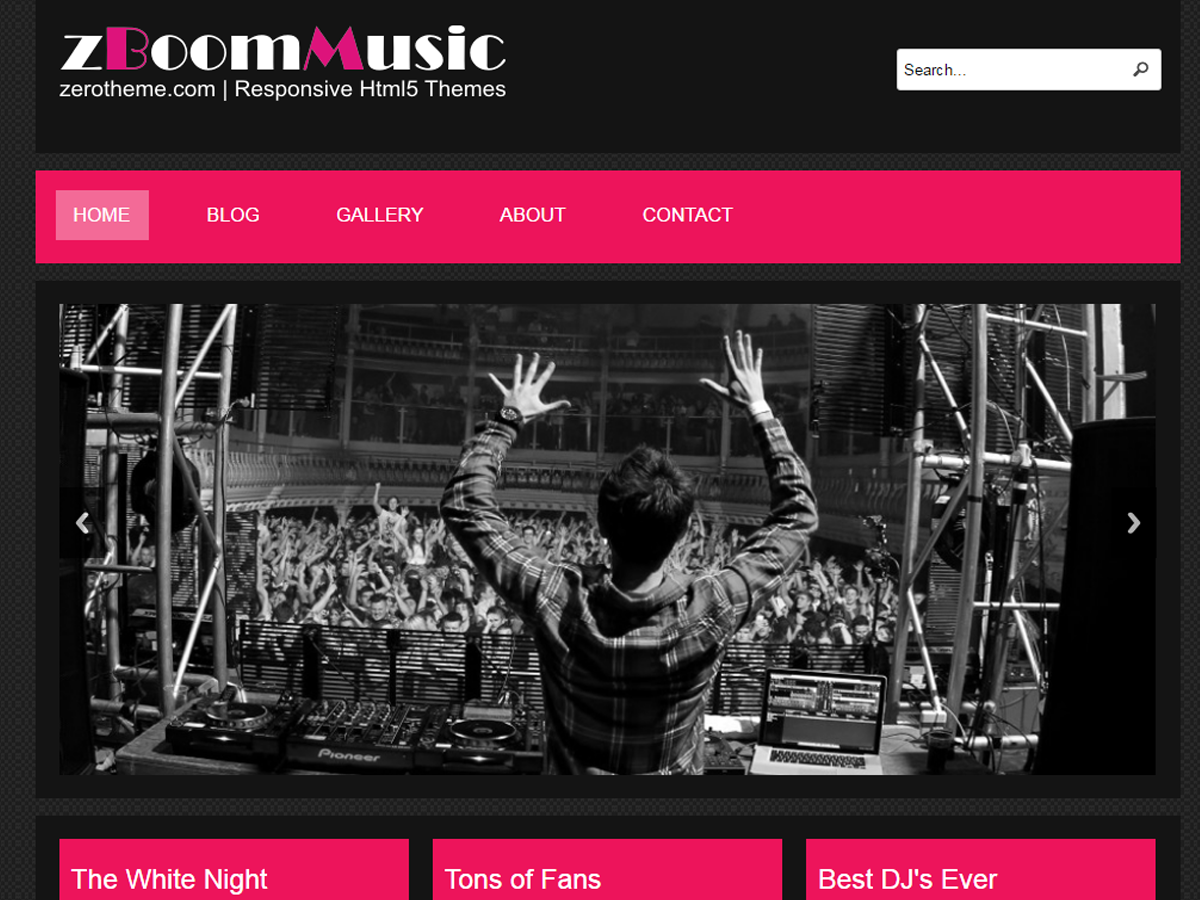 zBoomMusic
zerotheme.com | Responsive Html5 Themes
Search...
HOME BLOG GALLERY ABOUT CONTACT
Pioneer
The White Night
Tons of Fans
Best DJ's Ever